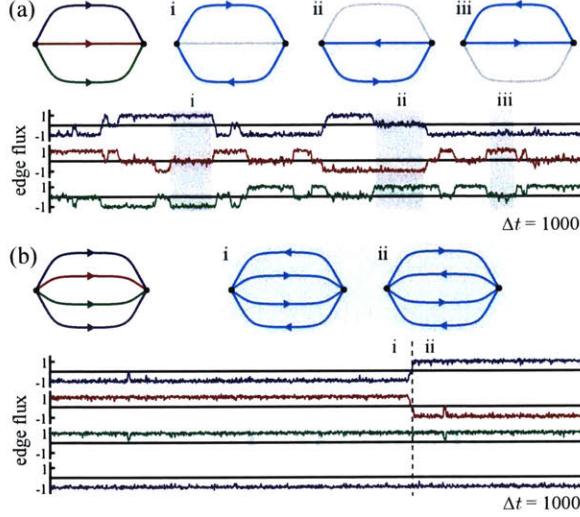 (a) i ii iii
i ii iii
1
-1
1
-1
1
-1
edge flux
Δt = 1000
(b) i ii
i ii
1
-1
1
-1
1
-1
1
-1
edge flux
Δt = 1000